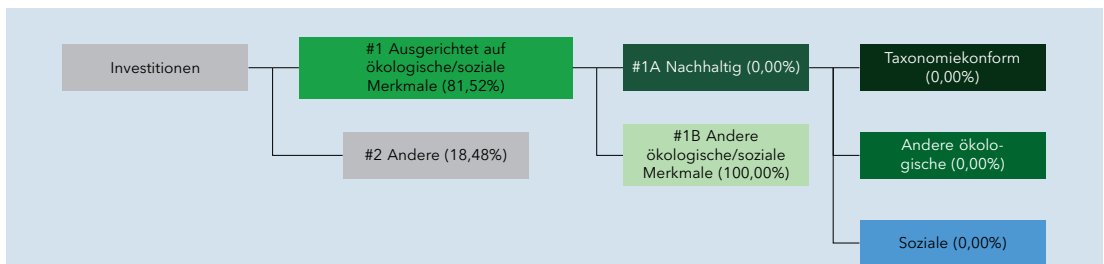 Investitionen
#1 Ausgerichtet auf
ökologische/soziale
Merkmale (81,52%)
#2 Andere (18,48%)
#1A Nachhaltig (0,00%)
#1B Andere
ökologische/soziale
Merkmale (100,00%)
Taxonomiekonform
(0,00%)
Andere ökolo-
gische (0,00%)
Soziale (0,00%)